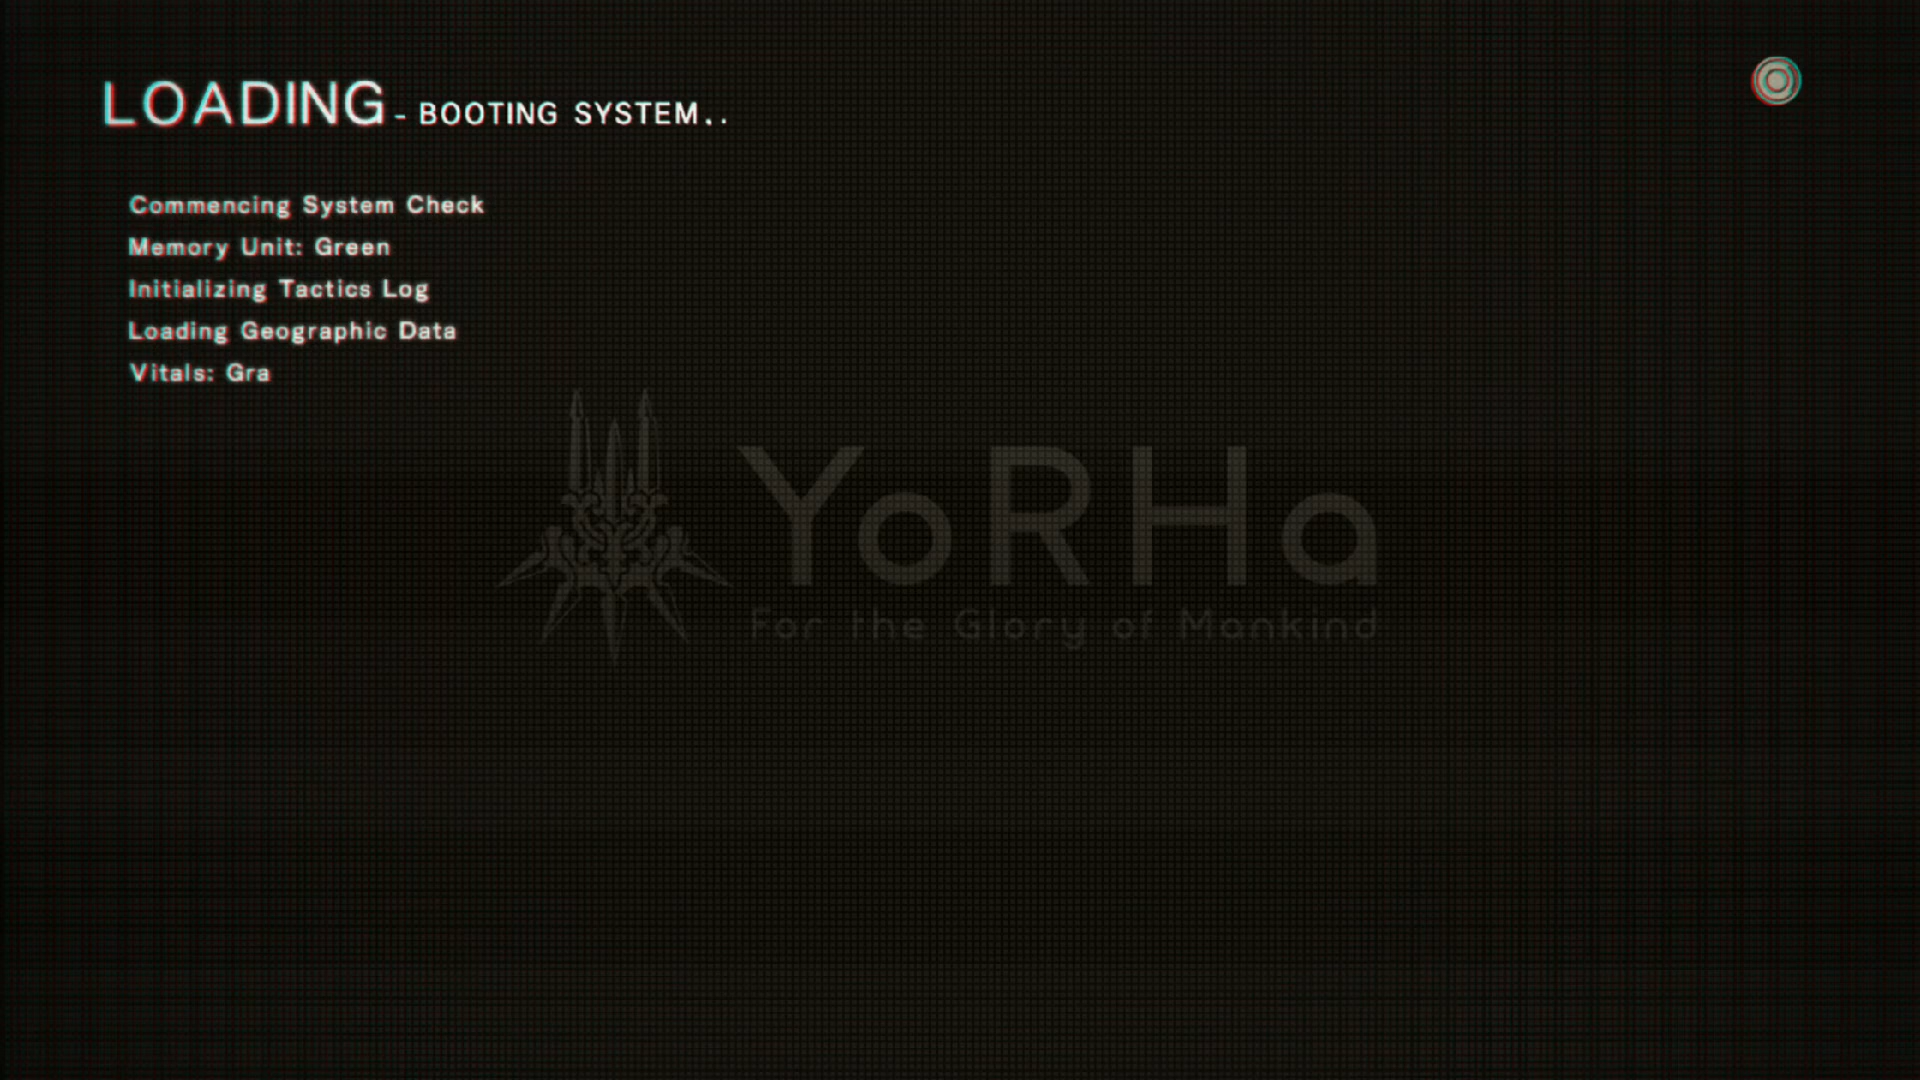 LOADING - BOOTING SYSTEM..
Commencing System Check
Memory Unit: Green
Initializing Tactics Log
Loading Geographic Data
Vitals: Gra
YoRHa
For the Glory of Mankind